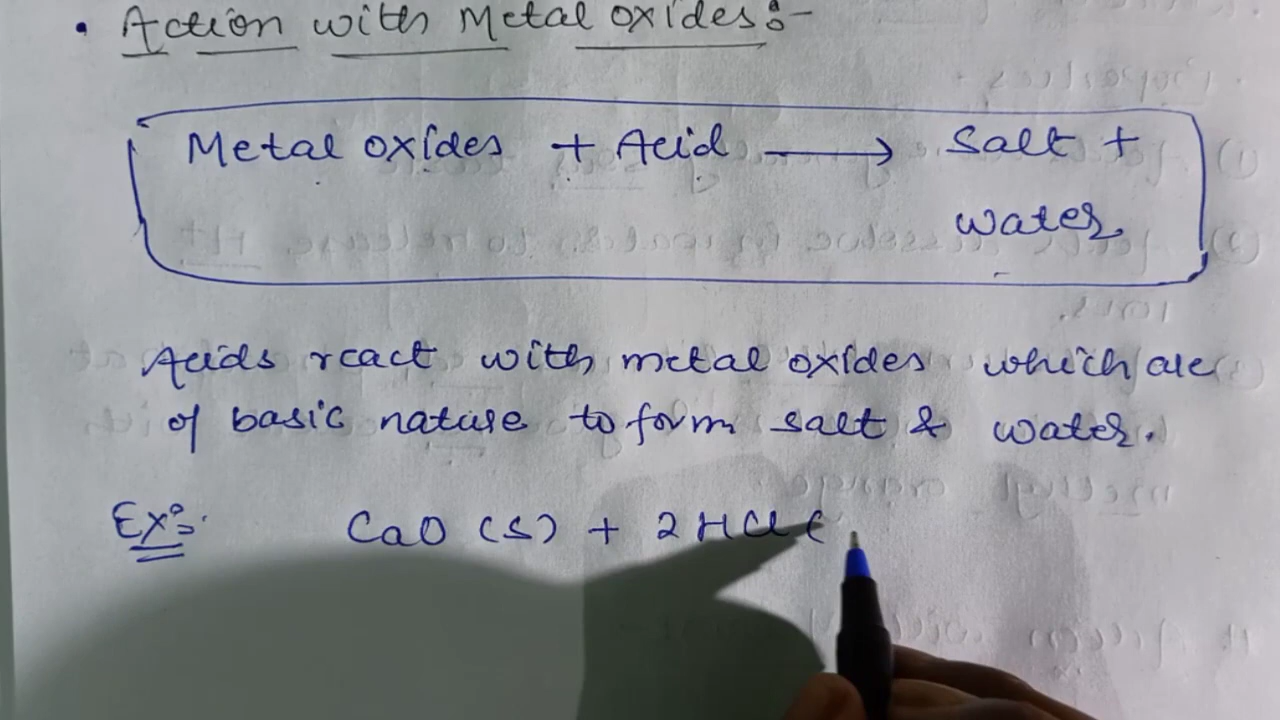 • Action with Metal oxides:-
Metal oxides + Acid → Salt +
water
Acids react with metal oxides which are
of basic nature to form salt & water.
Ex:- CaO (s) + 2HCl (